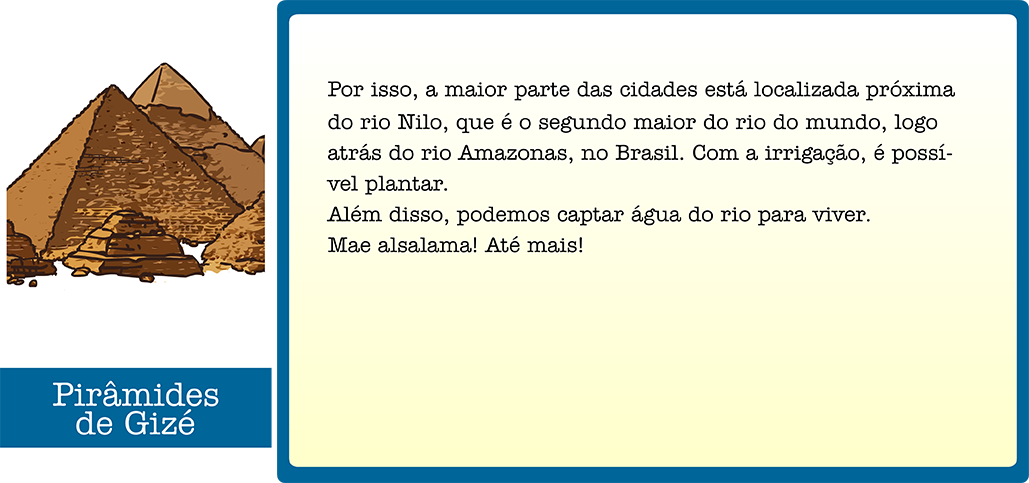 Por isso, a maior parte das cidades está localizada próxima
do rio Nilo, que é o segundo maior do rio do mundo, logo
atrás do rio Amazonas, no Brasil. Com a irrigação, é possí-
vel plantar.
Além disso, podemos captar água do rio para viver.
Mae alsalama! Até mais!
Pirâmides
de Gizé